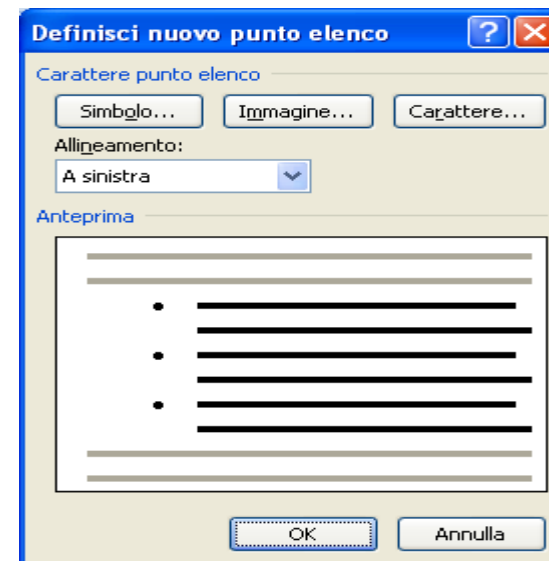 Definisci nuovo punto elenco
Carattere punto elenco
Simbolo... Immagine... Carattere...
Allineamento:
A sinistra
Anteprima
OK Annulla